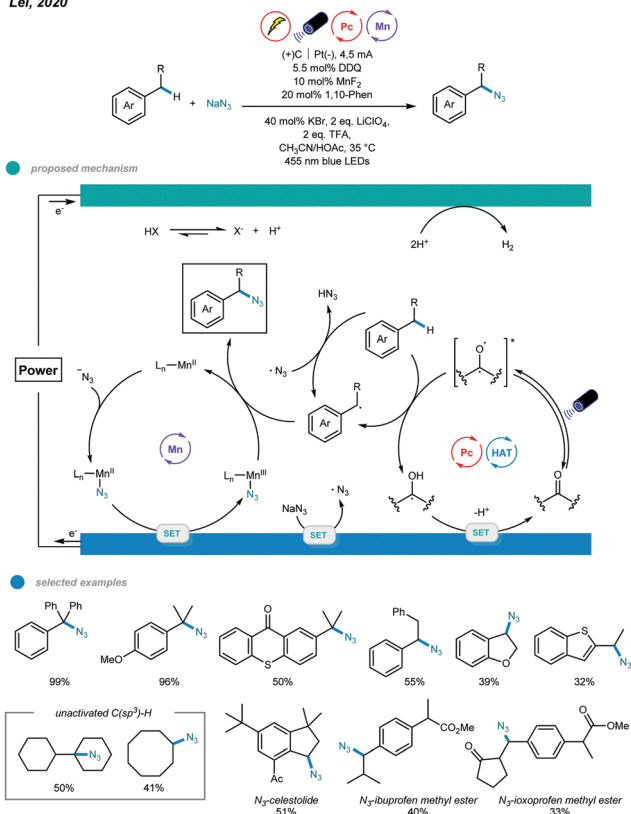 Lei, 2020
Pc
Mn
(+)C | Pt(-), 4,5 mA
5.5 mol% DDQ
10 mol% MnF2
20 mol% 1,10-Phen
R
Ar
H
+ NaN3
R
Ar
N3
40 mol% KBr, 2 eq. LiClO4,
2 eq. TFA,
CH3CN/HOAc, 35 °C
455 nm blue LEDs
proposed mechanism
e-
HX
X- + H+
2H+
H2
R
Ar
N3
HN3
R
Ar
H
O
*
Power
-N3
Ln—MnII
· N3
R
Ar
Mn
Pc
HAT
Ln—MnII
N3
Ln—MnIII
N3
NaN3
· N3
OH
-H+
O
SET
SET
SET
e-
selected examples
Ph Ph
N3
99%
MeO
N3
96%
O
S
N3
50%
Ph
N3
55%
N3
O
39%
S
N3
32%
unactivated C(sp3)-H
N3
50%
N3
41%
Ac
N3
N3-celestolide
51%
N3
CO2Me
N3-ibuprofen methyl ester
40%
N3
O
CO2Me
N3-ioxoprofen methyl ester
33%